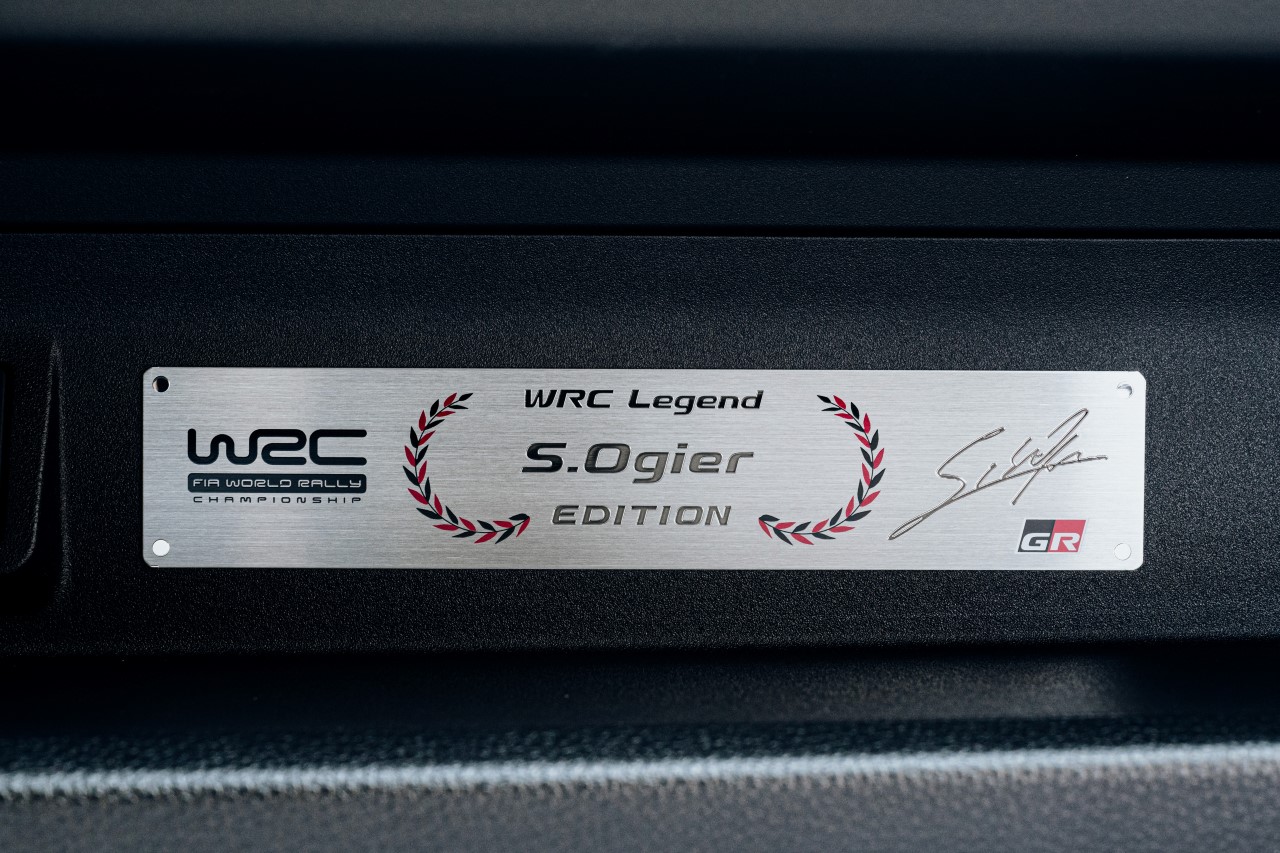 WRC
FIA WORLD RALLY
CHAMPIONSHIP
WRC Legend
S.Ogier
EDITION
GR